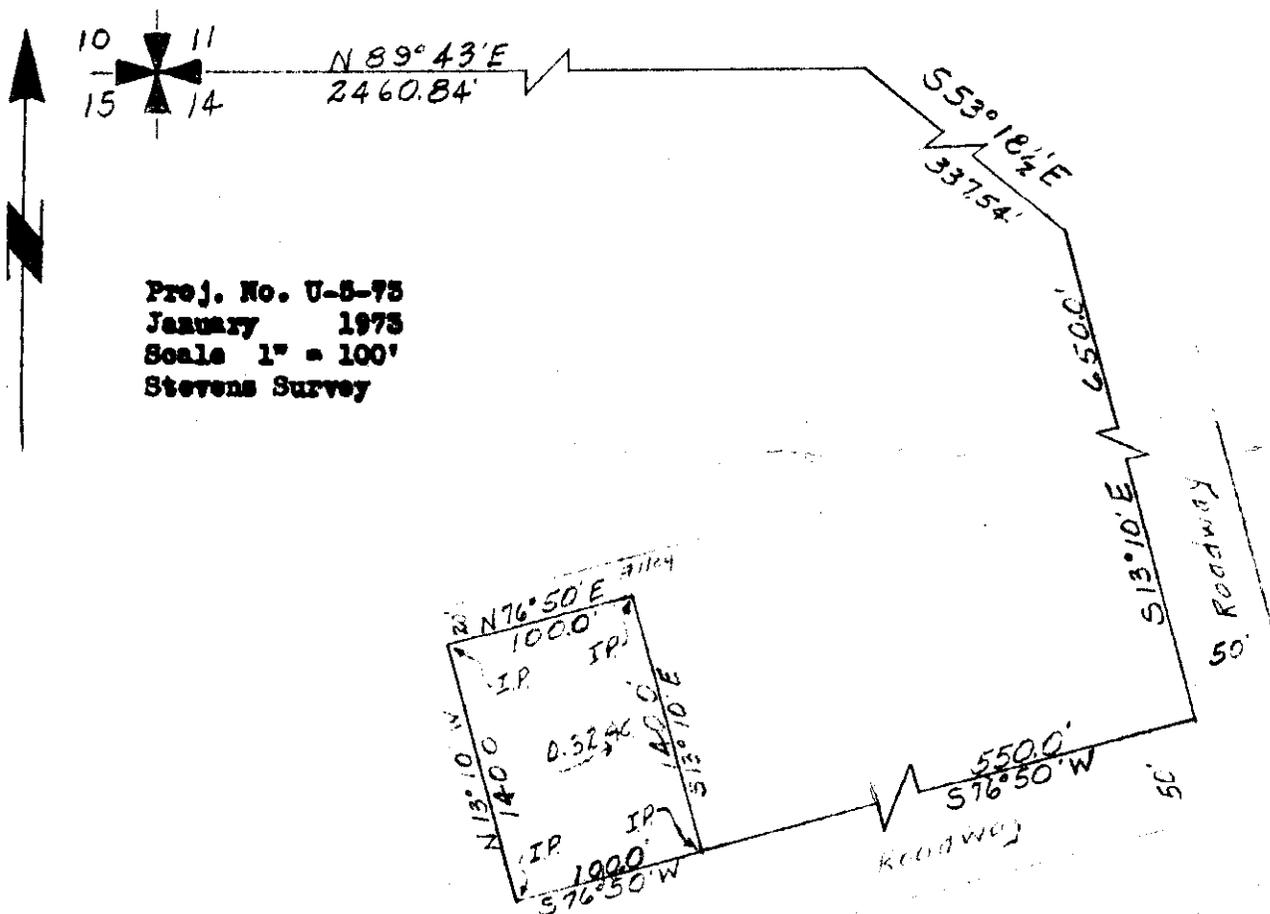 10 11
15 14
N 89° 43' E
2460.84'
S 53° 18½' E
337.54'
650.0'
S 13° 10' E
Roadway
50'
Proj. No. U-5-73
January 1973
Scale 1" = 100'
Stevens Survey
Alley
20'
N 76° 50' E
100.0'
I.P.
I.P.
N 13° 10 W
140.0
0.32 AC.
140.0'
S 13° 10' E
I.P.
I.P.
100.0'
S 76° 50' W
550.0'
S 76° 50' W
50'
Roadway